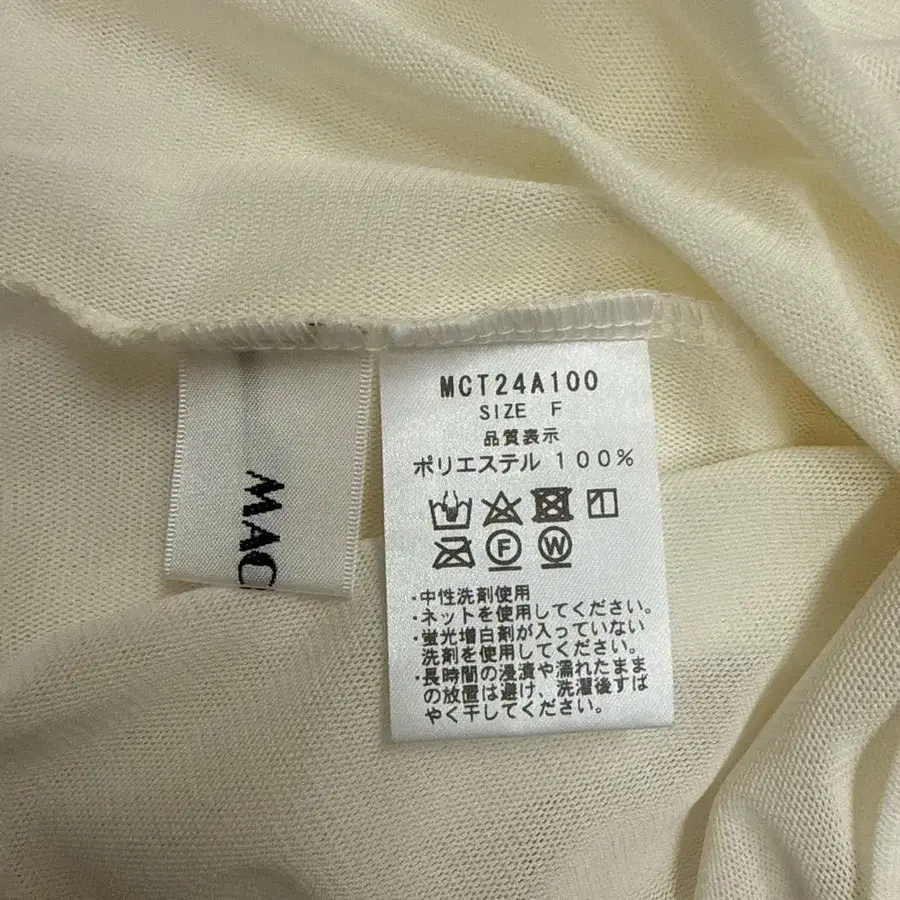 MAC
MCT24A100
SIZE F
品質表示
ポリエステル 100%
F
W
・中性洗剤使用
・ネットを使用してください。
・蛍光増白剤が入っていない
洗剤を使用してください。
・長時間の浸漬や濡れたまま
の放置は避け、洗濯後すば
やく干してください。